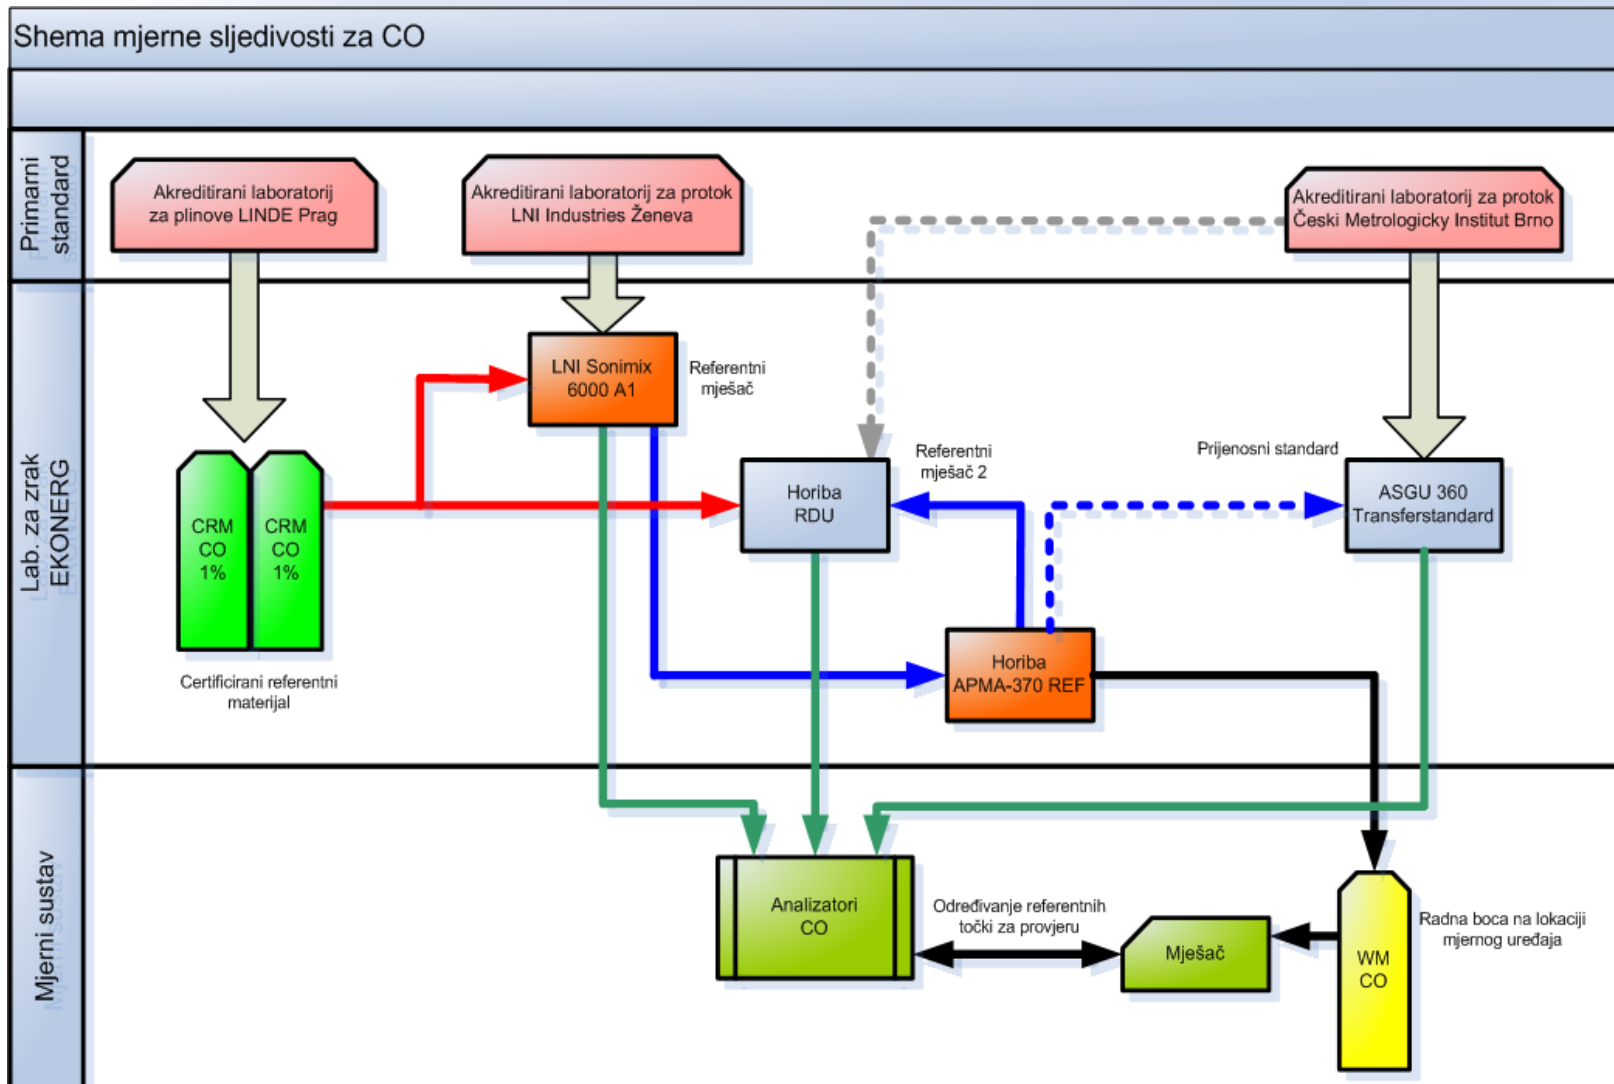 Shema mjerne sljedivosti za CO
Primarni
standard
Akreditirani laboratorij
za plinove LINDE Prag
Akreditirani laboratorij za protok
LNI Industries Ženeva
Akreditirani laboratorij za protok
Česki Metrologicky Institut Brno
Lab. za zrak
EKONERG
LNI Sonimix
6000 A1
Referentni
mješač
CRM
CO
1%
CRM
CO
1%
Certificirani referentni
materijal
Horiba
RDU
Referentni
mješač 2
Prijenosni standard
ASGU 360
Transferstandard
Horiba
APMA-370 REF
Mjerni sustav
Analizatori
CO
Određivanje referentnih
točki za provjeru
Mješač
WM
CO
Radna boca na lokaciji
mjernog uređaja